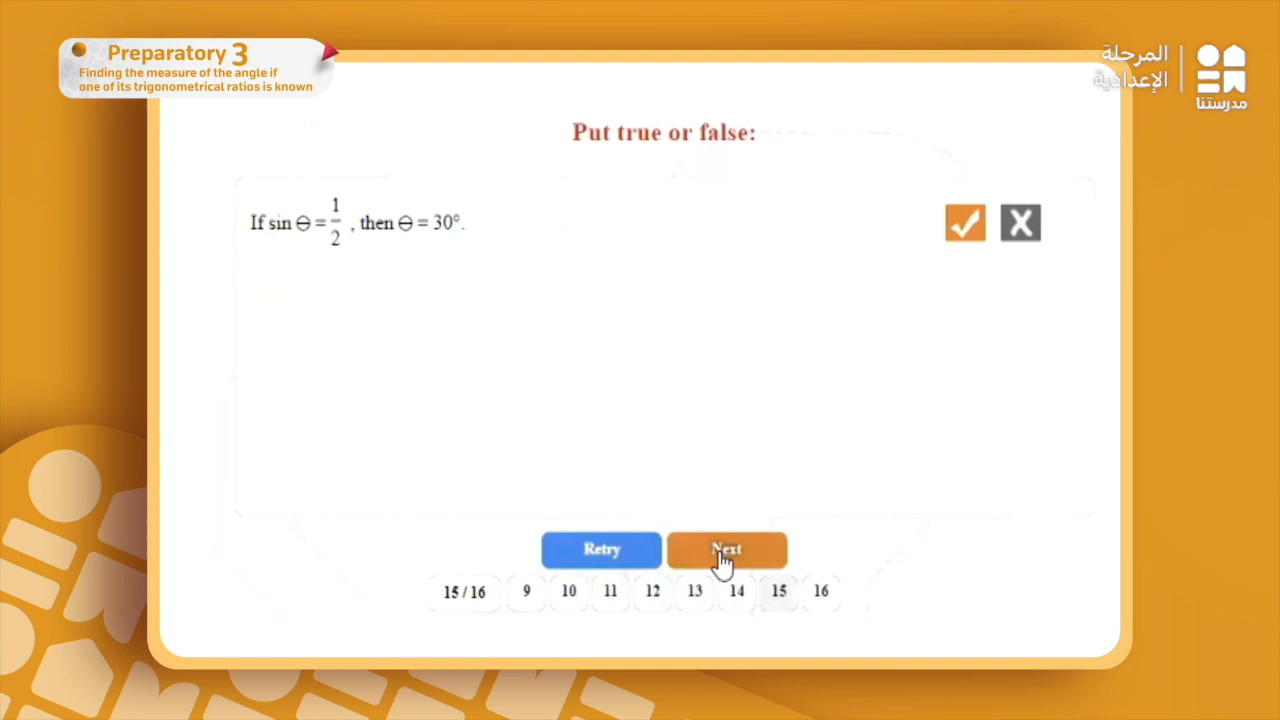 Preparatory 3
Finding the measure of the angle if
one of its trigonometrical ratios is known
المرحلة
الإعدادية
مدرستنا
Put true or false:
If sin Θ = 1/2 , then Θ = 30°.
Retry
Next
15 / 16 9 10 11 12 13 14 15 16